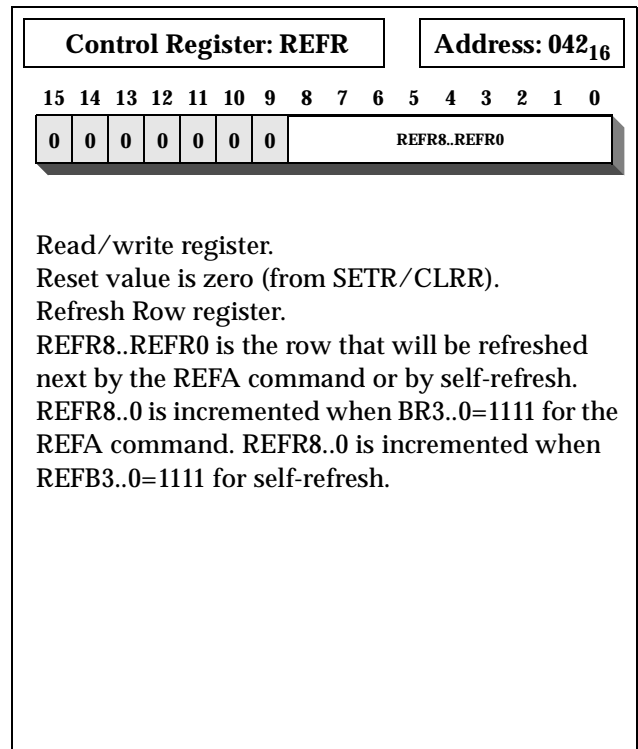 Control Register: REFR
Address: 042₁₆
15 14 13 12 11 10 9 8 7 6 5 4 3 2 1 0
0 0 0 0 0 0 0 REFR8..REFR0
Read/write register.
Reset value is zero (from SETR/CLRR).
Refresh Row register.
REFR8..REFR0 is the row that will be refreshed
next by the REFA command or by self-refresh.
REFR8..0 is incremented when BR3..0=1111 for the
REFA command. REFR8..0 is incremented when
REFB3..0=1111 for self-refresh.